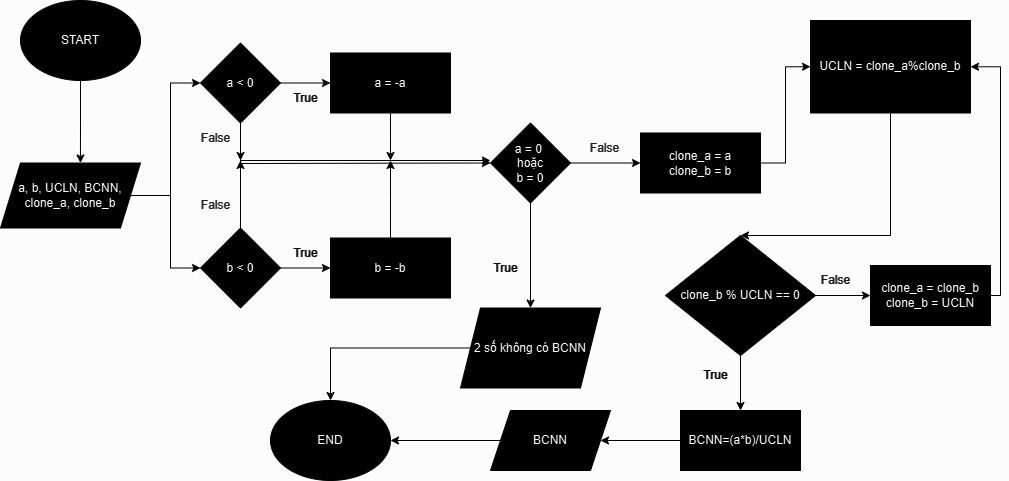 START
a, b, UCLN, BCNN,
clone_a, clone_b
a < 0
True
a = -a
False
b < 0
True
b = -b
False
a = 0
hoặc
b = 0
False
clone_a = a
clone_b = b
UCLN = clone_a%clone_b
True
2 số không có BCNN
clone_b % UCLN == 0
False
clone_a = clone_b
clone_b = UCLN
True
BCNN=(a*b)/UCLN
BCNN
END